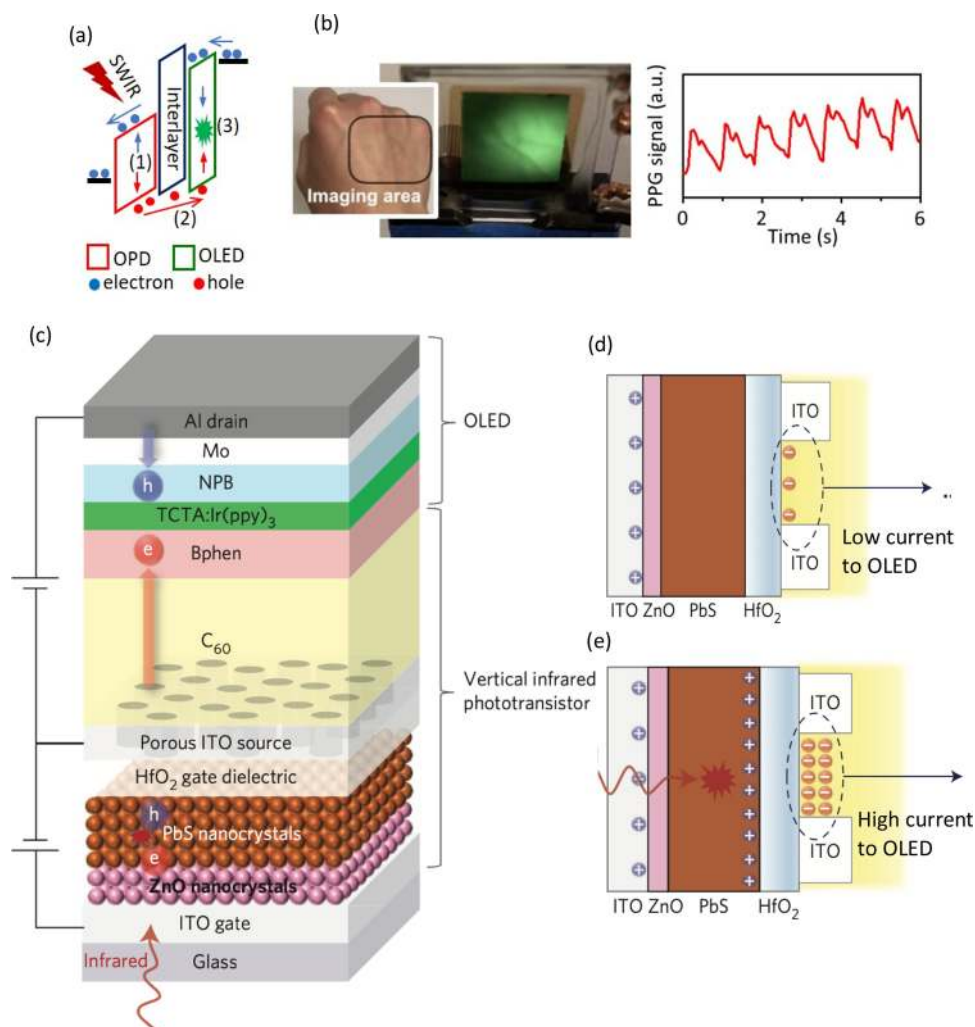 (a)
SWIR
Interlayer
(1)
(2)
(3)
OPD
OLED
electron
hole
(b)
Imaging area
PPG signal (a.u.)
0
2
4
6
Time (s)
(c)
Al drain
Mo
NPB
h
TCTA:Ir(ppy)3
e
Bphen
C60
Porous ITO source
HfO2 gate dielectric
h
PbS nanocrystals
e
ZnO nanocrystals
ITO gate
Infrared
Glass
OLED
Vertical infrared
phototransistor
(d)
ITO
ITO
Low current
to OLED
ITO ZnO PbS HfO2
(e)
ITO
ITO
High current
to OLED
ITO ZnO PbS HfO2